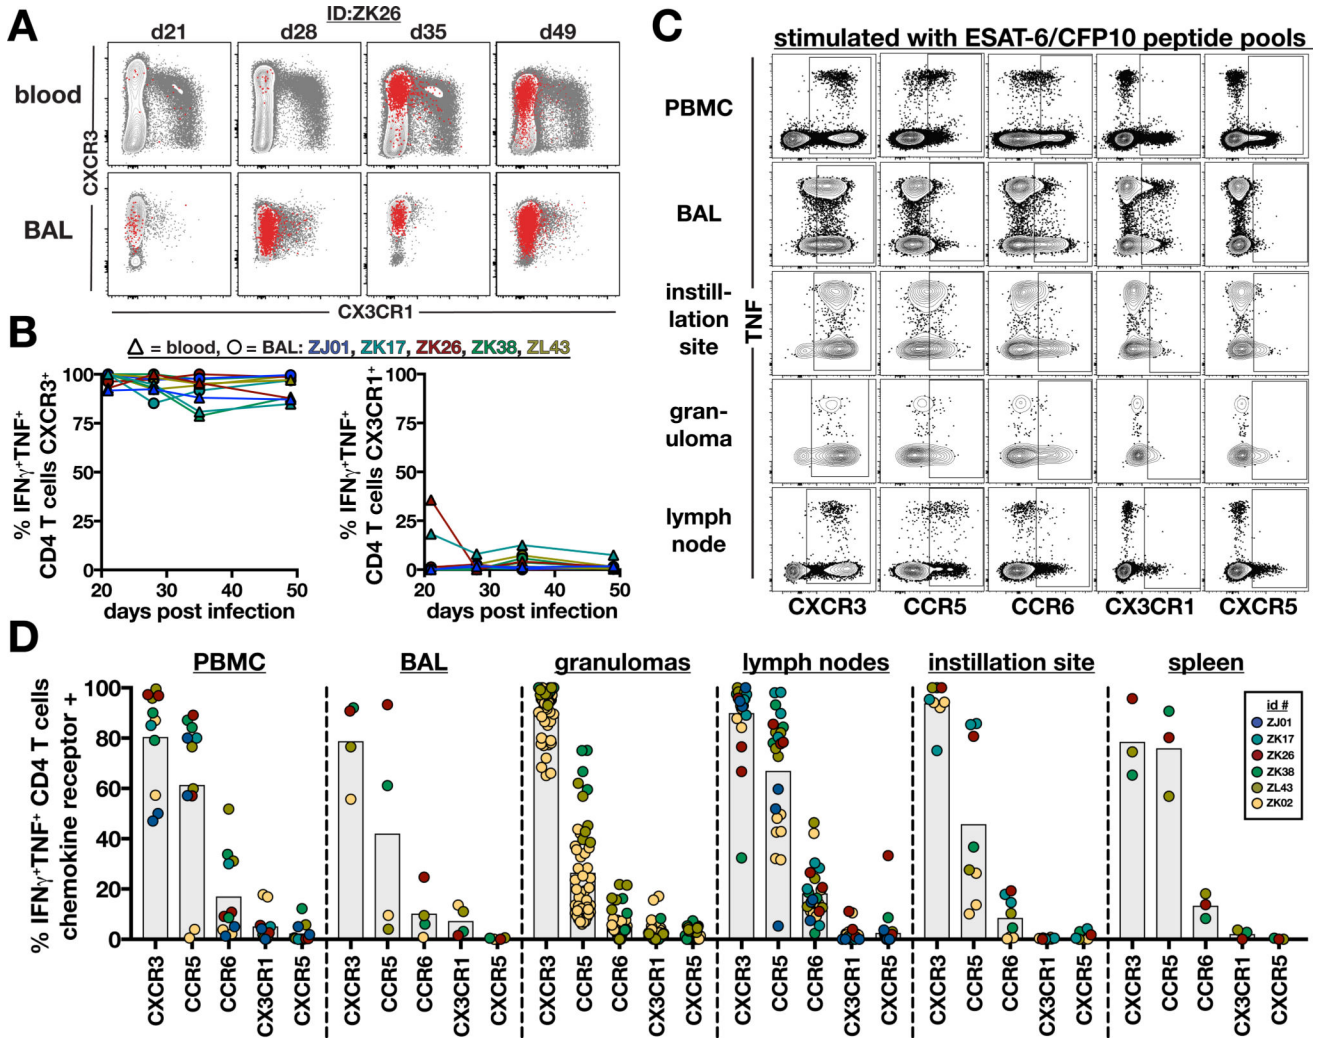 A
ID:ZK26
d21 d28 d35 d49
blood
BAL
CXCR3
CX3CR1
B
△ = blood, ○ = BAL: ZJ01, ZK17, ZK26, ZK38, ZL43
% IFNγ+TNF+
CD4 T cells CXCR3+
100
75
50
25
0
20 30 40 50
days post infection
% IFNγ+TNF+
CD4 T cells CX3CR1+
100
75
50
25
0
20 30 40 50
days post infection
C
stimulated with ESAT-6/CFP10 peptide pools
PBMC
BAL
instill-
lation
site
gran-
uloma
lymph
node
TNF
CXCR3 CCR5 CCR6 CX3CR1 CXCR5
D
PBMC BAL granulomas lymph nodes instillation site spleen
% IFNγ+TNF+ CD4 T cells
chemokine receptor +
100
80
60
40
20
0
CXCR3 CCR5 CCR6 CX3CR1 CXCR5
CXCR3 CCR5 CCR6 CX3CR1 CXCR5
CXCR3 CCR5 CCR6 CX3CR1 CXCR5
CXCR3 CCR5 CCR6 CX3CR1 CXCR5
CXCR3 CCR5 CCR6 CX3CR1 CXCR5
CXCR3 CCR5 CCR6 CX3CR1 CXCR5
id #
ZJ01
ZK17
ZK26
ZK38
ZL43
ZK02